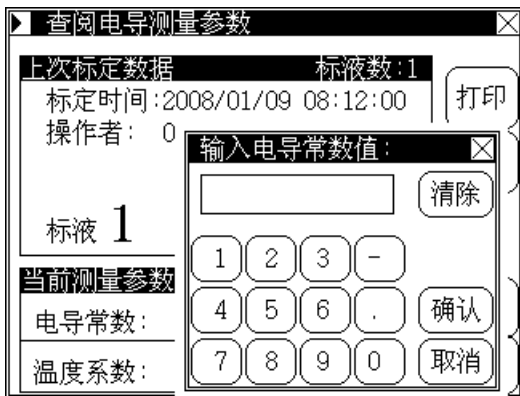 查阅电导测量参数
上次标定数据 标液数:1
标定时间:2008/01/09 08:12:00
打印
操作者: 0
输入电导常数值:
清除
标液 1
1 2 3 -
当前测量参数
4 5 6 .
确认
电导常数:
7 8 9 0
取消
温度系数: